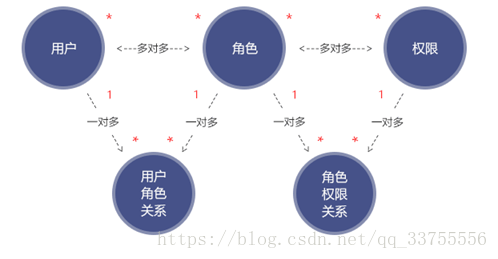 * * * *
用户 <---多对多---> 角色 <---多对多---> 权限
1 1 1 1
一对多 一对多 一对多 一对多
* * * *
用户 角色
角色 权限
关系 关系
https://blog.csdn.net/qq_33755556